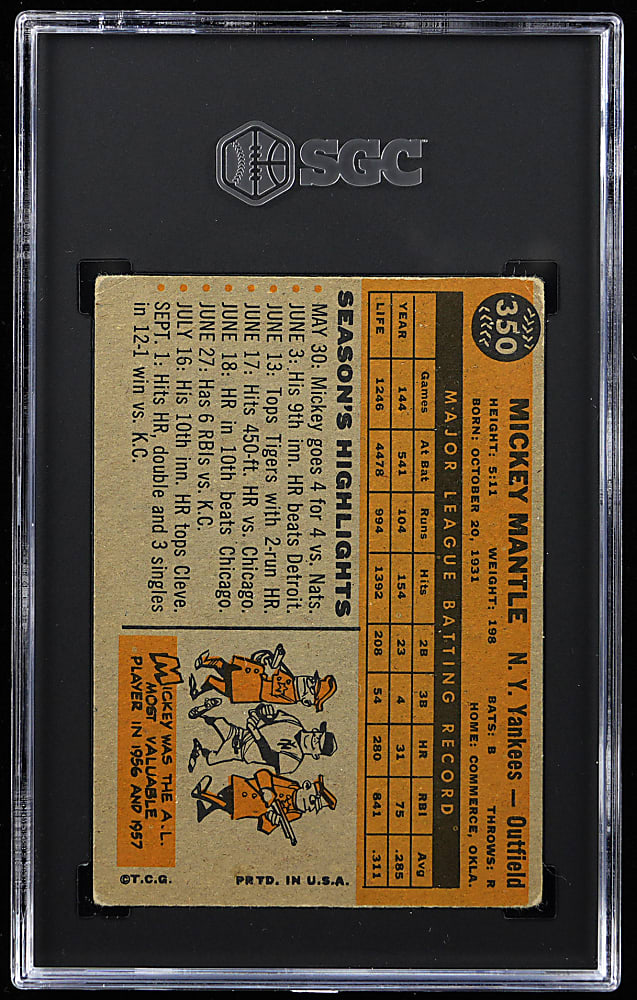 SGC
350
MICKEY MANTLE N. Y. Yankees — Outfield
HEIGHT: 5:11 WEIGHT: 198 BATS: B THROWS: R
BORN: OCTOBER 20, 1931 HOME: COMMERCE, OKLA.
MAJOR LEAGUE BATTING RECORD
Games At Bat Runs Hits 2B 3B HR RBI Avg
YEAR 144 541 104 154 23 4 31 75 .285
LIFE 1246 4478 994 1392 208 54 280 841 .311
SEASON'S HIGHLIGHTS
• MAY 30: Mickey goes 4 for 4 vs. Nats.
• JUNE 3: His 9th inn. HR beats Detroit.
• JUNE 13: Tops Tigers with 2-run HR.
• JUNE 17: Hits 450-ft. HR vs. Chicago.
• JUNE 18: HR in 10th beats Chicago.
• JUNE 27: Has 6 RBIs vs. K.C.
• JULY 16: His 10th inn. HR tops Cleve.
• SEPT. 1: Hits HR, double and 3 singles
in 12-1 win vs. K.C.
NY
MICKEY WAS THE A.L.
MOST VALUABLE
PLAYER IN 1956 AND 1957
©T.C.G. PRTD. IN U.S.A.